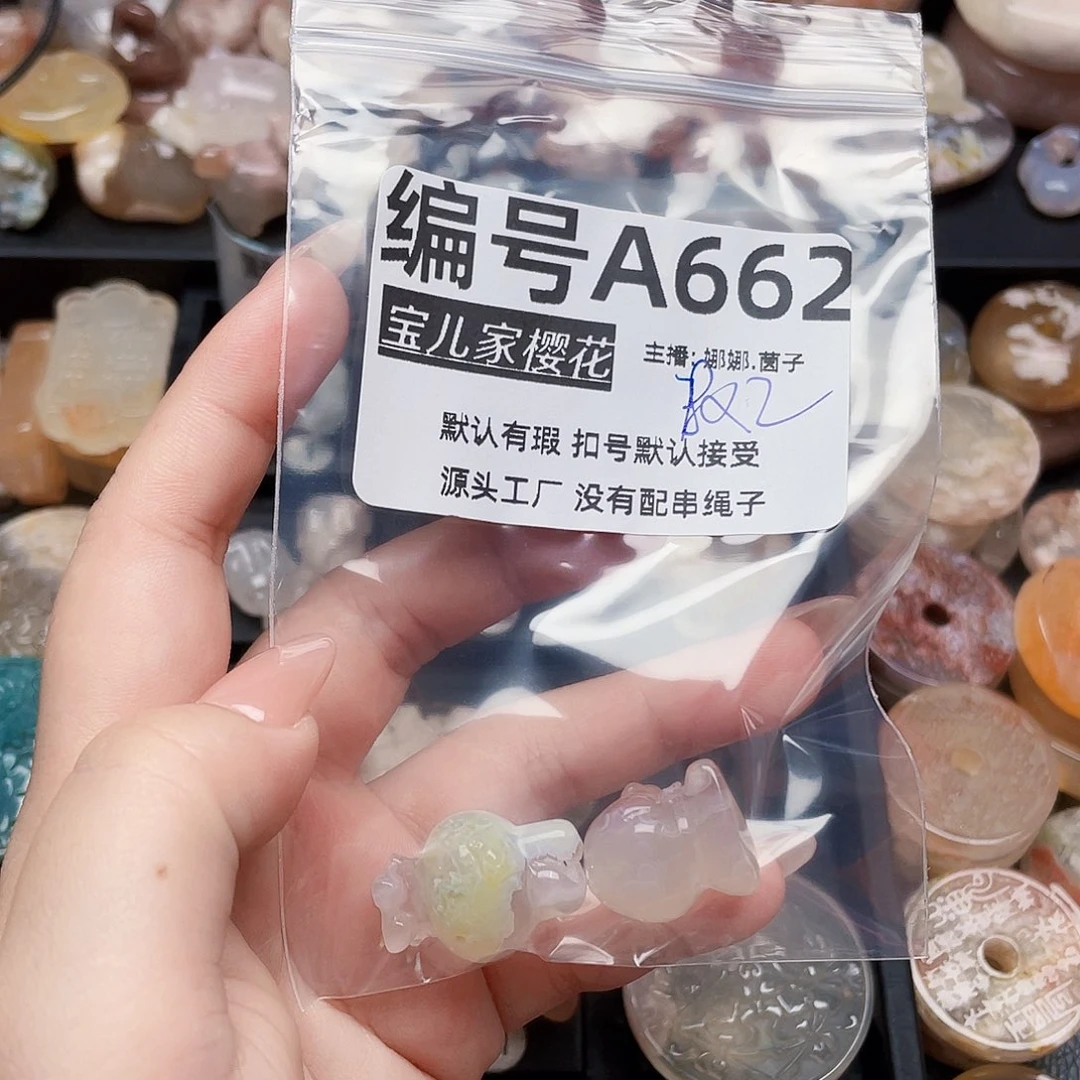 编号A662
宝儿家樱花
主播:娜娜.茵子
默认有瑕 扣号默认接受
源头工厂 没有配串绳子